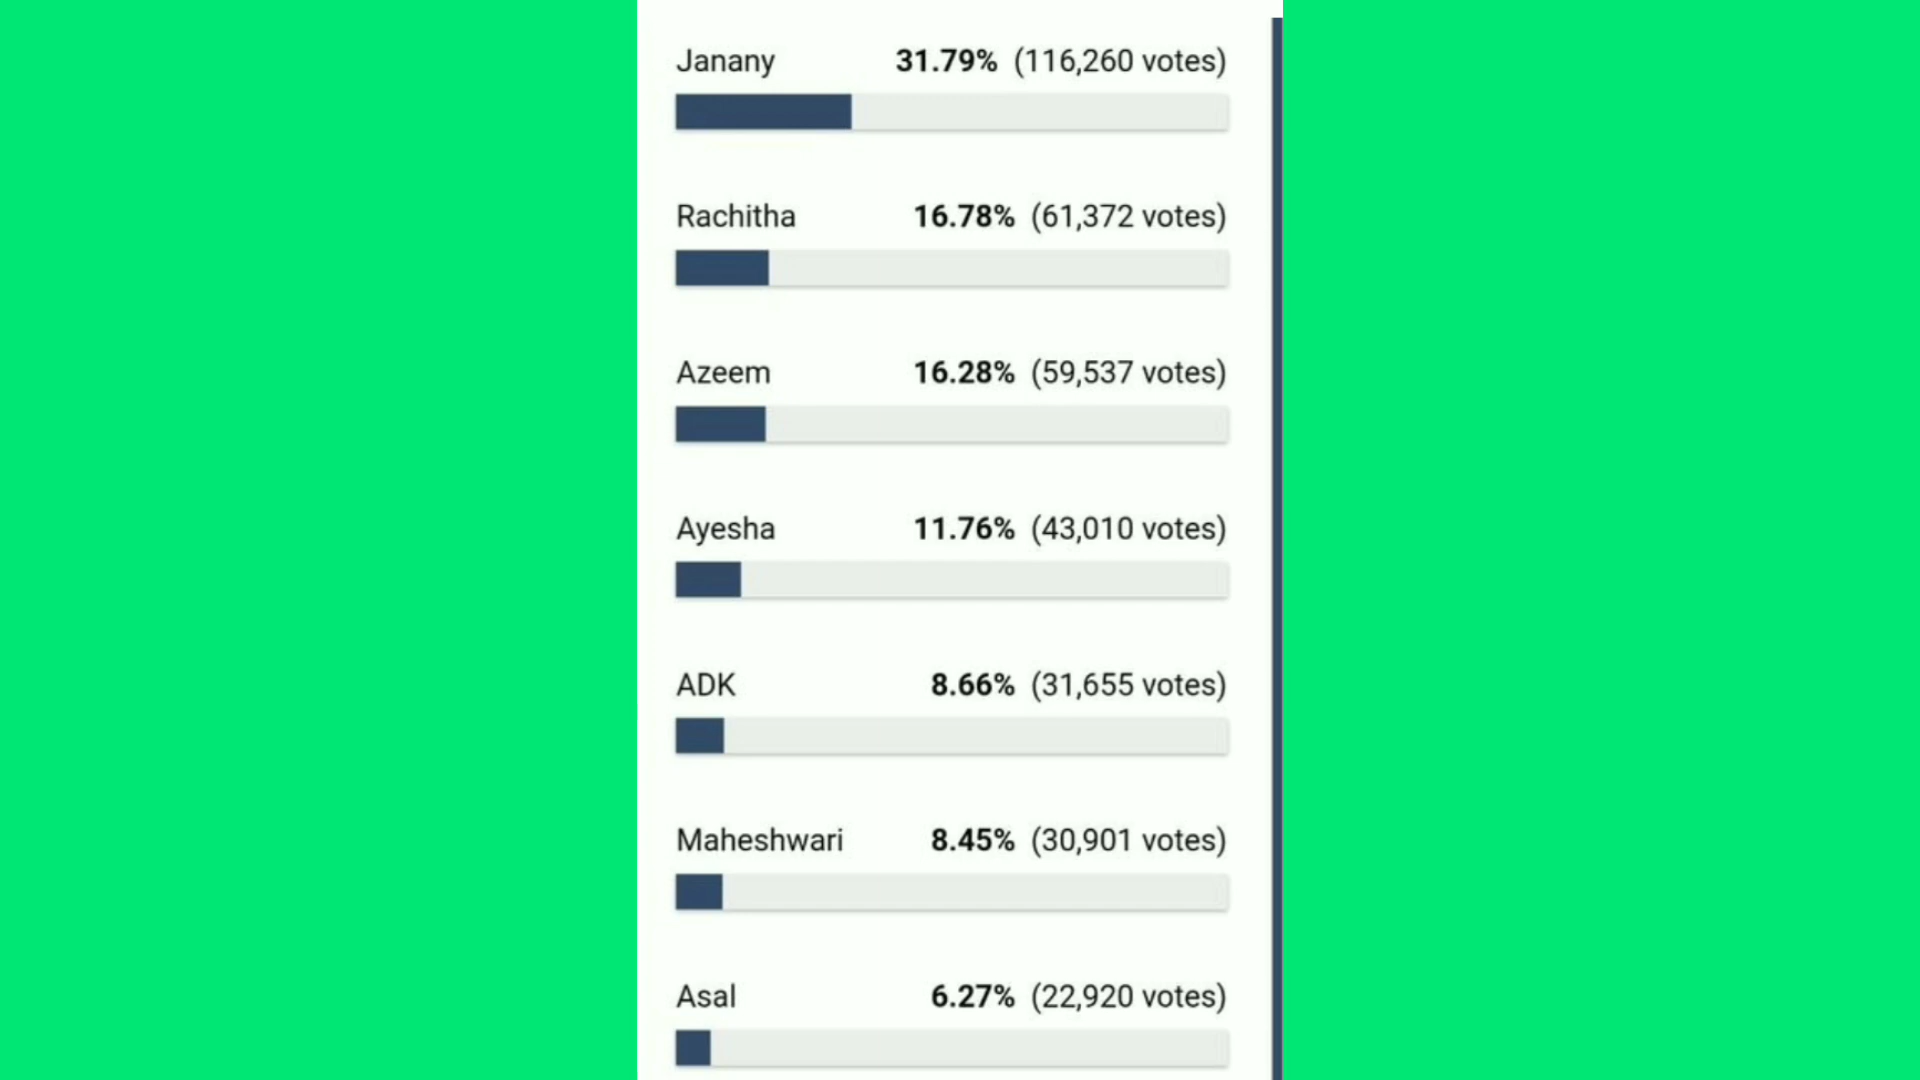 Janany 31.79% (116,260 votes)
Rachitha 16.78% (61,372 votes)
Azeem 16.28% (59,537 votes)
Ayesha 11.76% (43,010 votes)
ADK 8.66% (31,655 votes)
Maheshwari 8.45% (30,901 votes)
Asal 6.27% (22,920 votes)